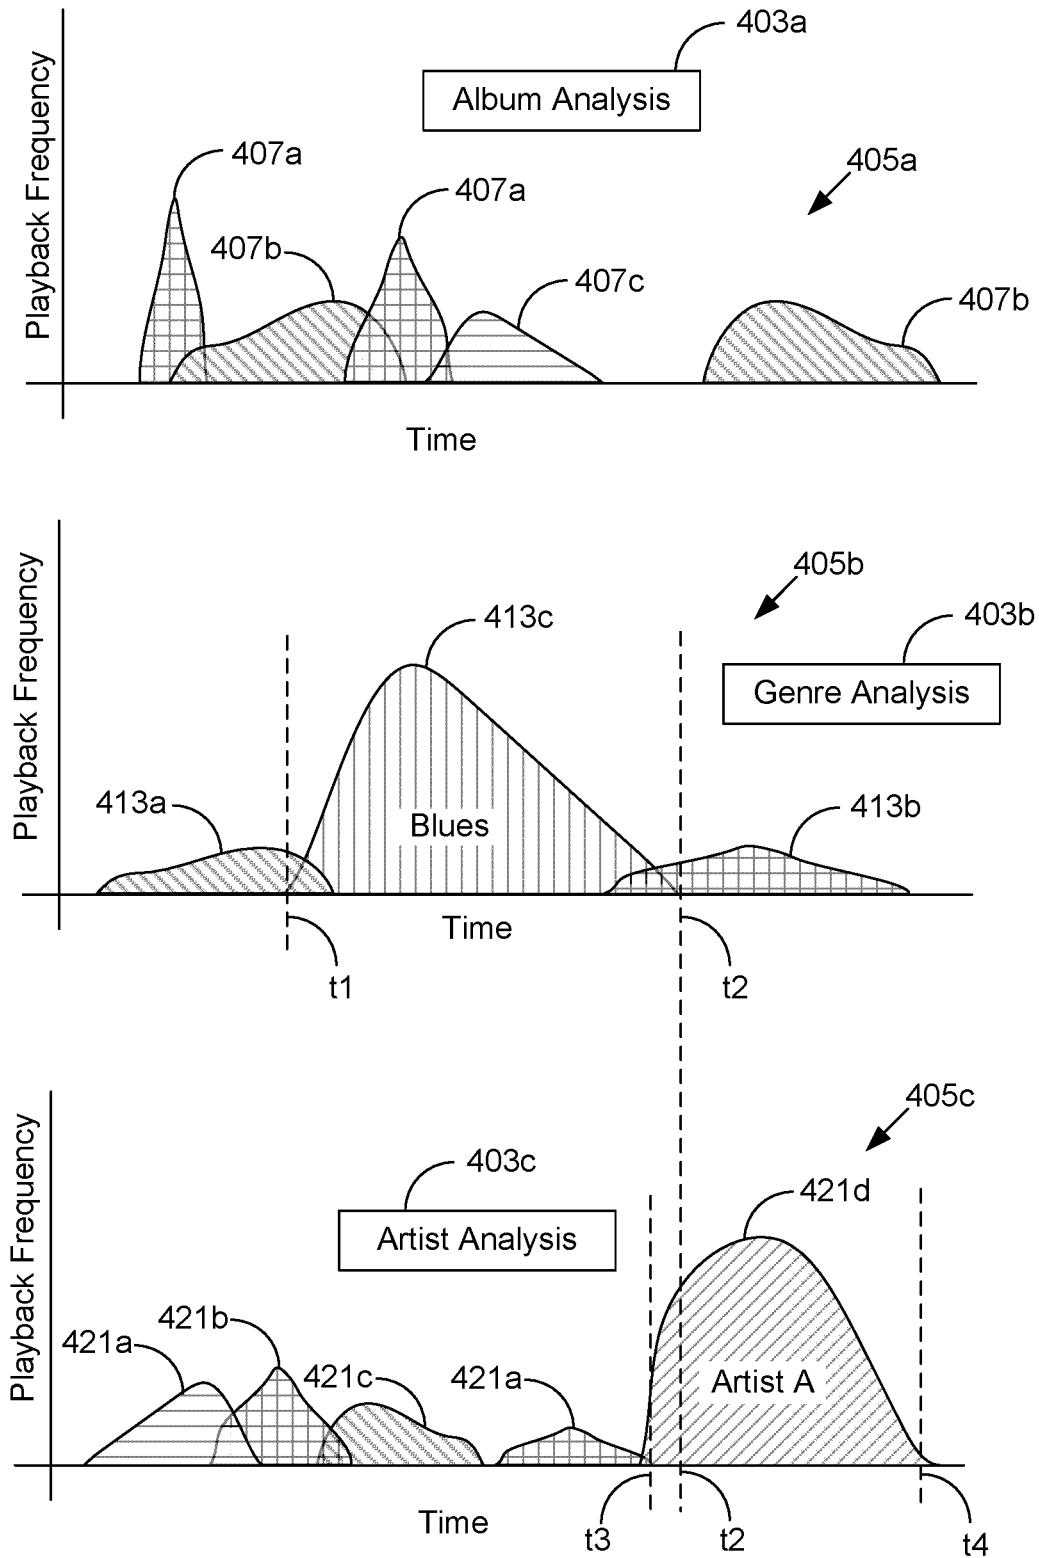 403a
Album Analysis
Playback Frequency
407a
407a
405a
407b
407c
407b
Time
405b
413c
403b
Playback Frequency
Genre Analysis
413a
Blues
413b
Time
t1
t2
405c
403c
421d
Playback Frequency
Artist Analysis
421b
421a
421c
421a
Artist A
Time
t3
t2
t4